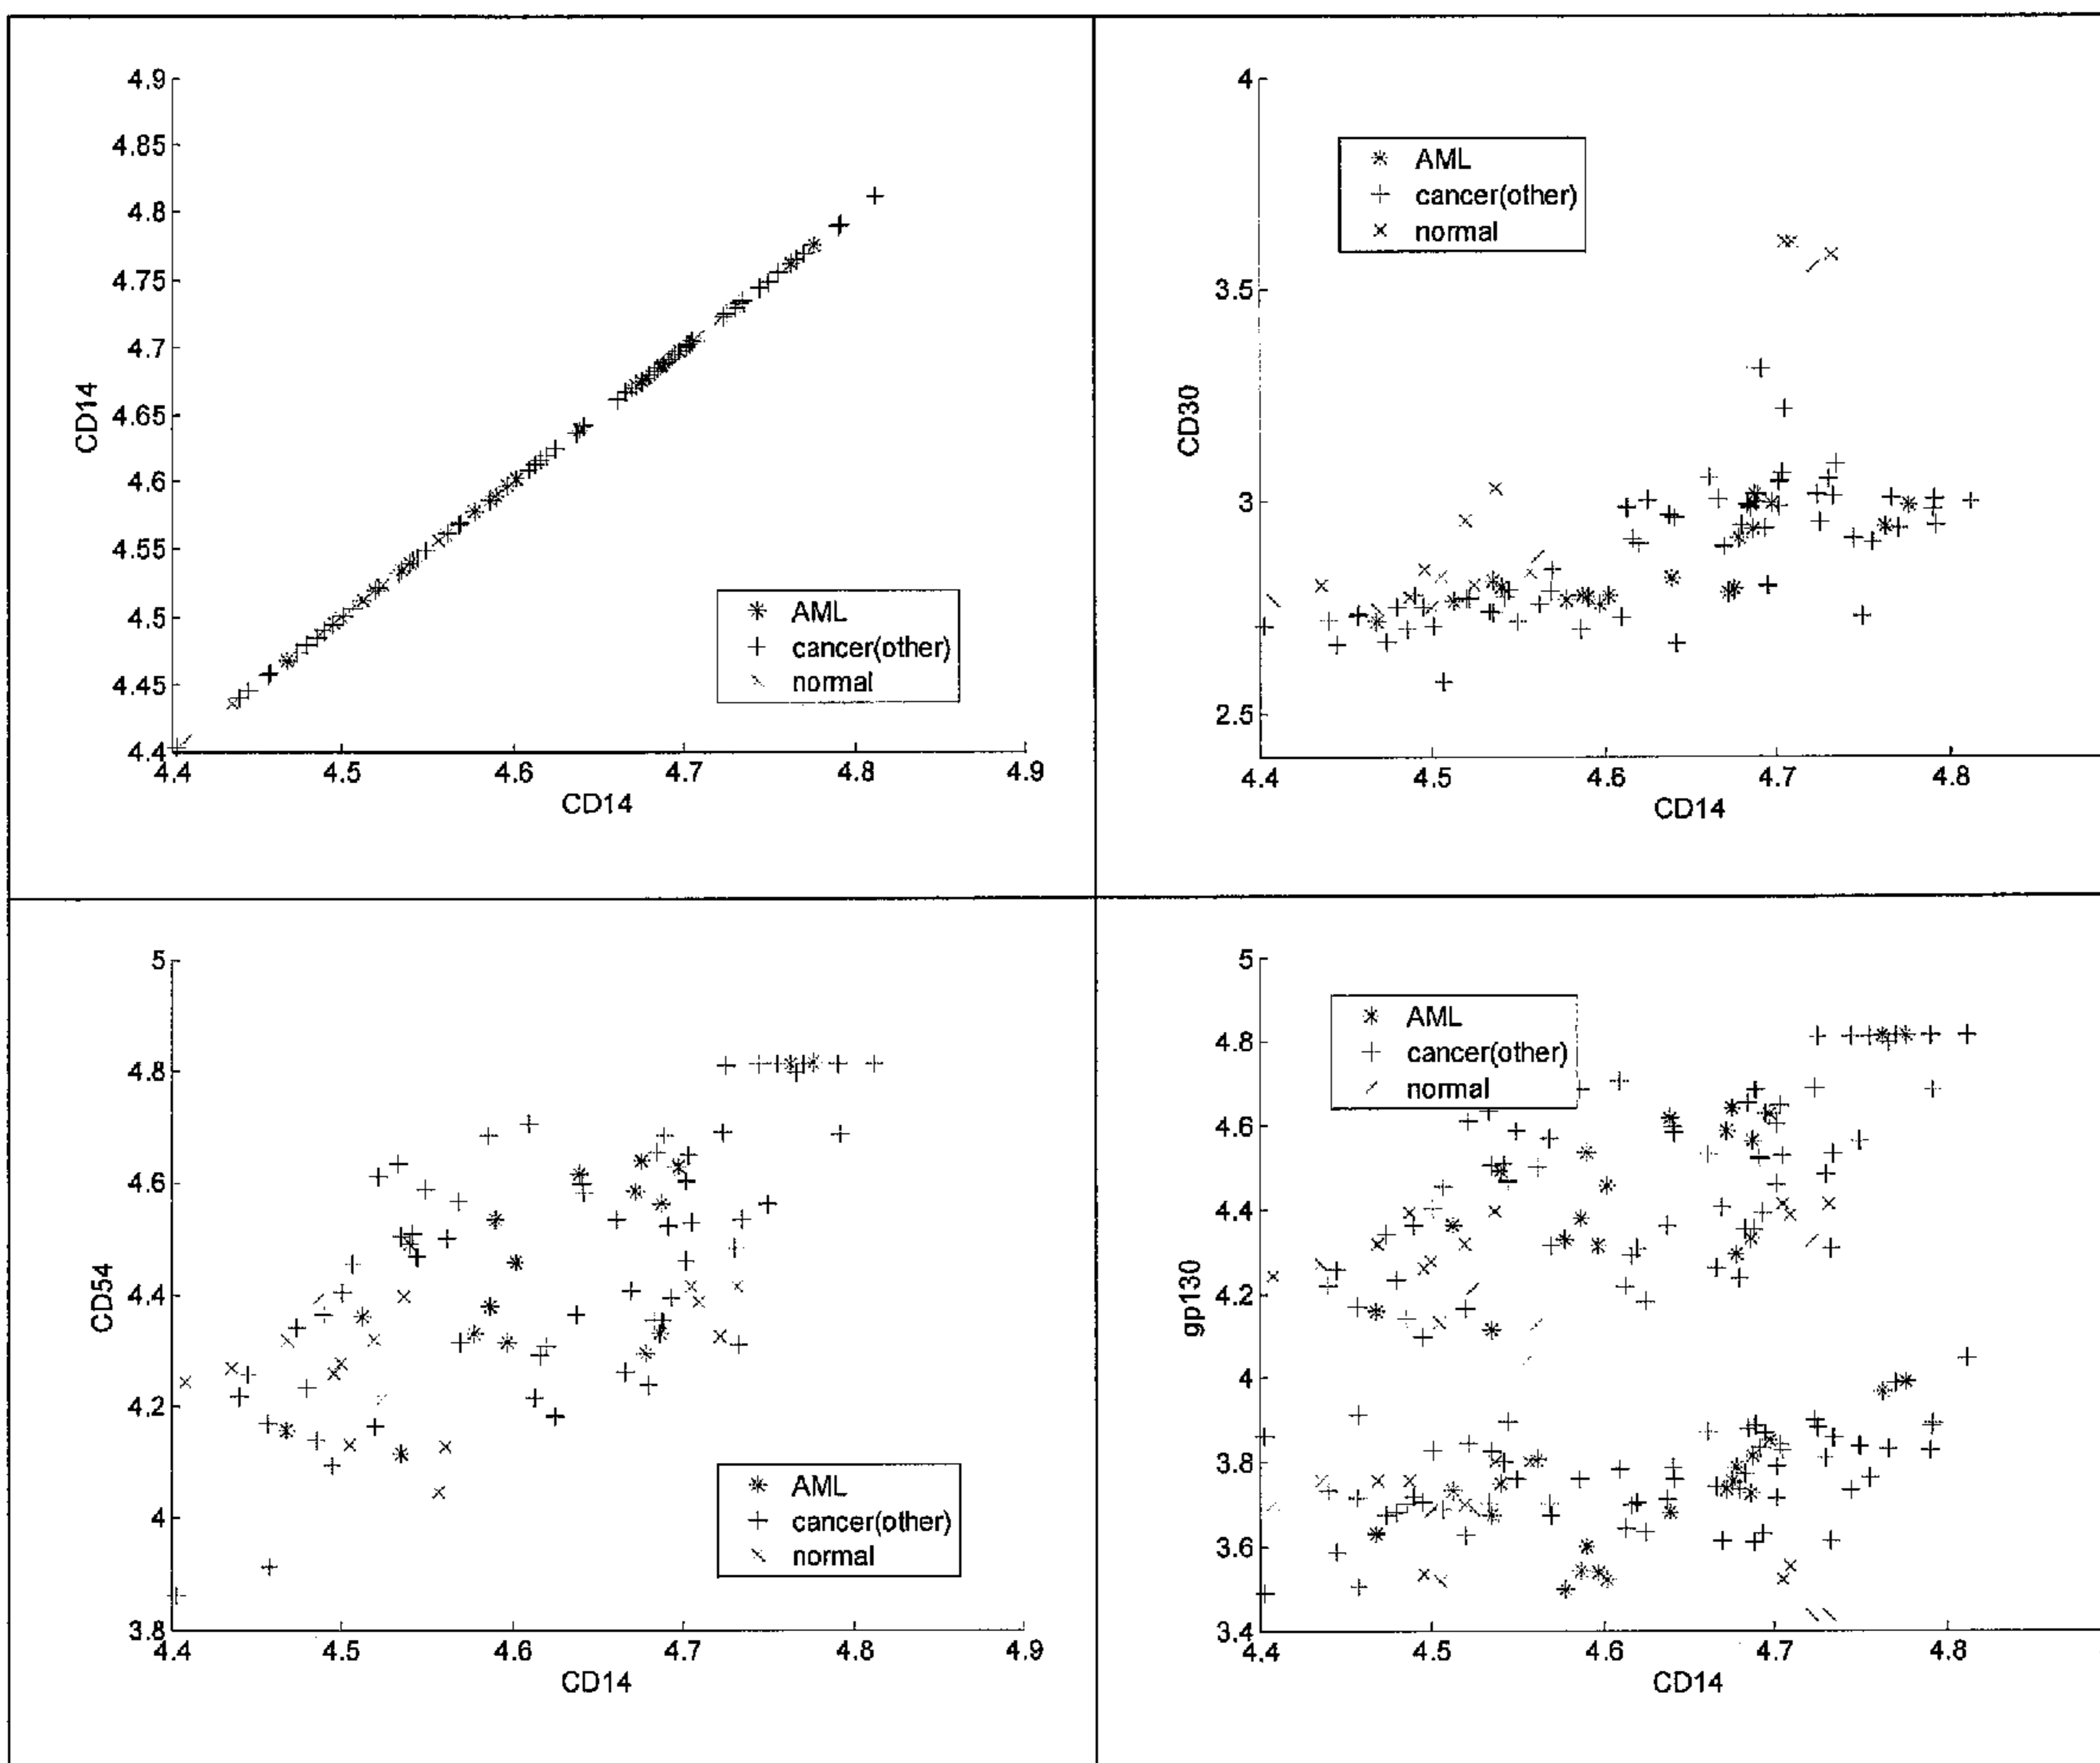 4.9
4.85
4.8
4.75
4.7
4.65
4.6
4.55
4.5
4.45
4.4
CD14
AML
cancer(other)
normal
4.4 4.5 4.6 4.7 4.8 4.9
CD14
4
3.5
3
2.5
CD30
AML
cancer(other)
normal
4.4 4.5 4.6 4.7 4.8
CD14
5
4.8
4.6
4.4
4.2
4
3.8
CD54
AML
cancer(other)
normal
4.4 4.5 4.6 4.7 4.8 4.9
CD14
5
4.8
4.6
4.4
4.2
4
3.8
3.6
3.4
gp130
AML
cancer(other)
normal
4.4 4.5 4.6 4.7 4.8
CD14